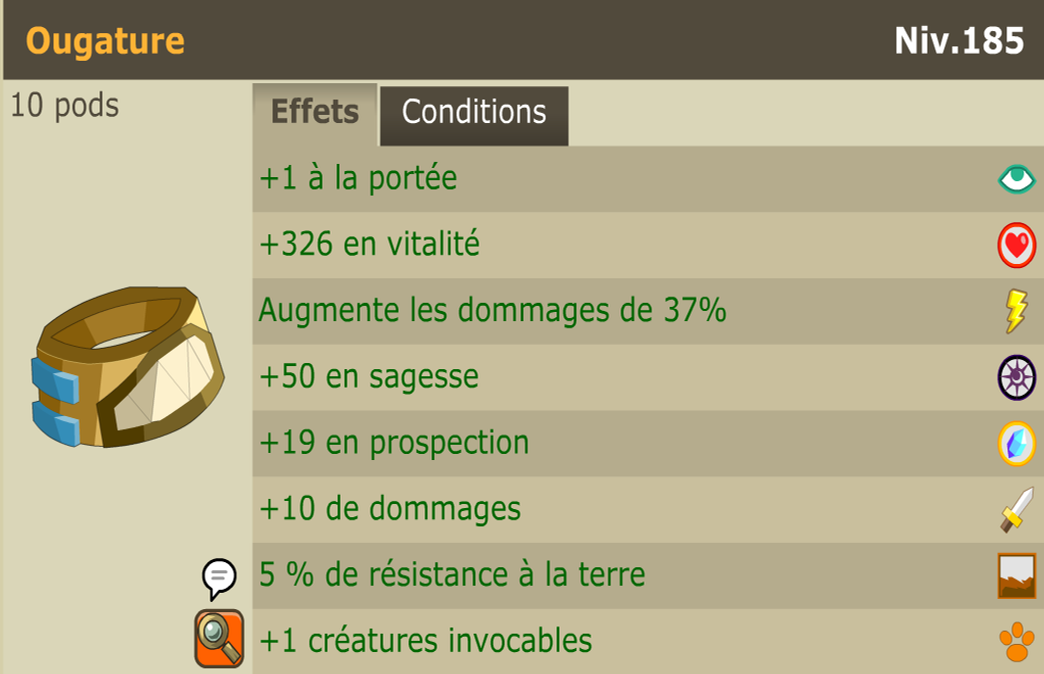 Ougature
Niv.185
10 pods
Effets
Conditions
+1 à la portée
+326 en vitalité
Augmente les dommages de 37%
+50 en sagesse
+19 en prospection
+10 de dommages
5 % de résistance à la terre
+1 créatures invocables